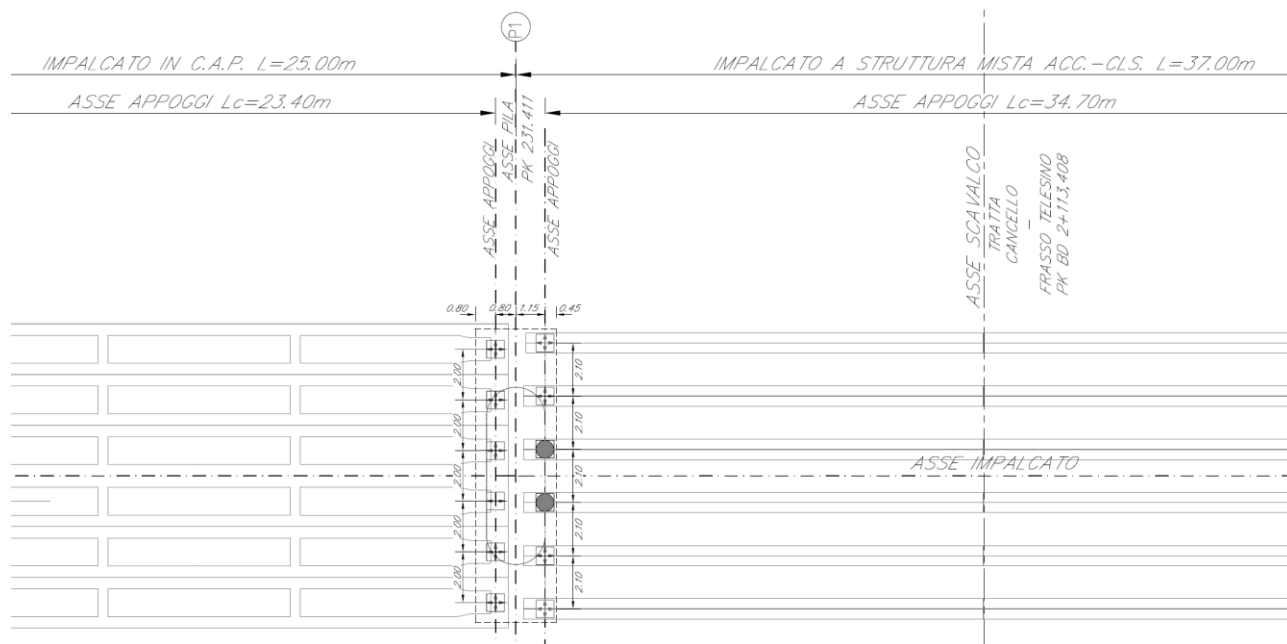 P1
IMPALCATO IN C.A.P. L=25.00m
IMPALCATO A STRUTTURA MISTA ACC.-CLS. L=37.00m
ASSE APPOGGI Lc=23.40m
ASSE APPOGGI Lc=34.70m
ASSE APPOGGI
ASSE PILA
PK 231.411
ASSE APPOGGI
ASSE SCAVALCO
TRATTA
CANCELLO
–
FRASSO TELESINO
PK BD 2+113,408
0.80
0.80
1.15
0.45
2.00
2.00
2.00
2.00
2.00
2.10
2.10
2.10
2.10
2.10
ASSE IMPALCATO